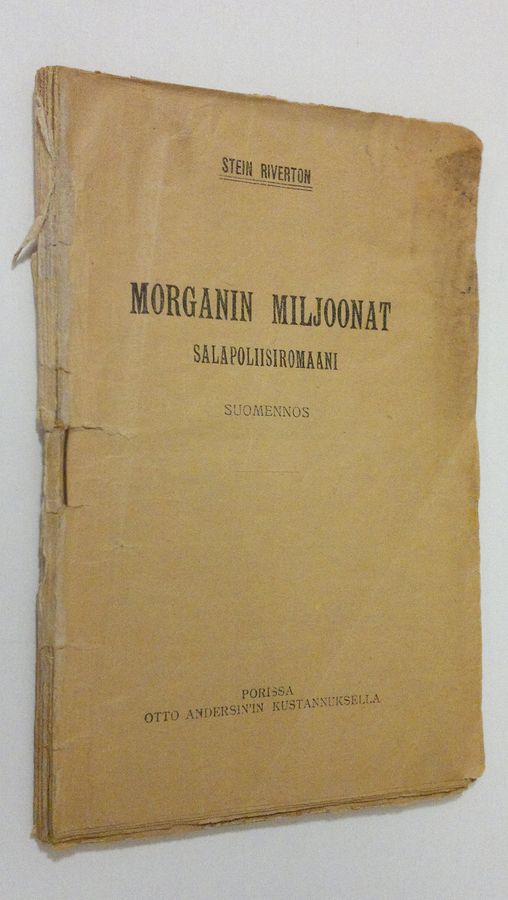 STEIN RIVERTON
MORGANIN MILJOONAT
SALAPOLIISIROMAANI
SUOMENNOS
PORISSA
OTTO ANDERSIN'IN KUSTANNUKSELLA